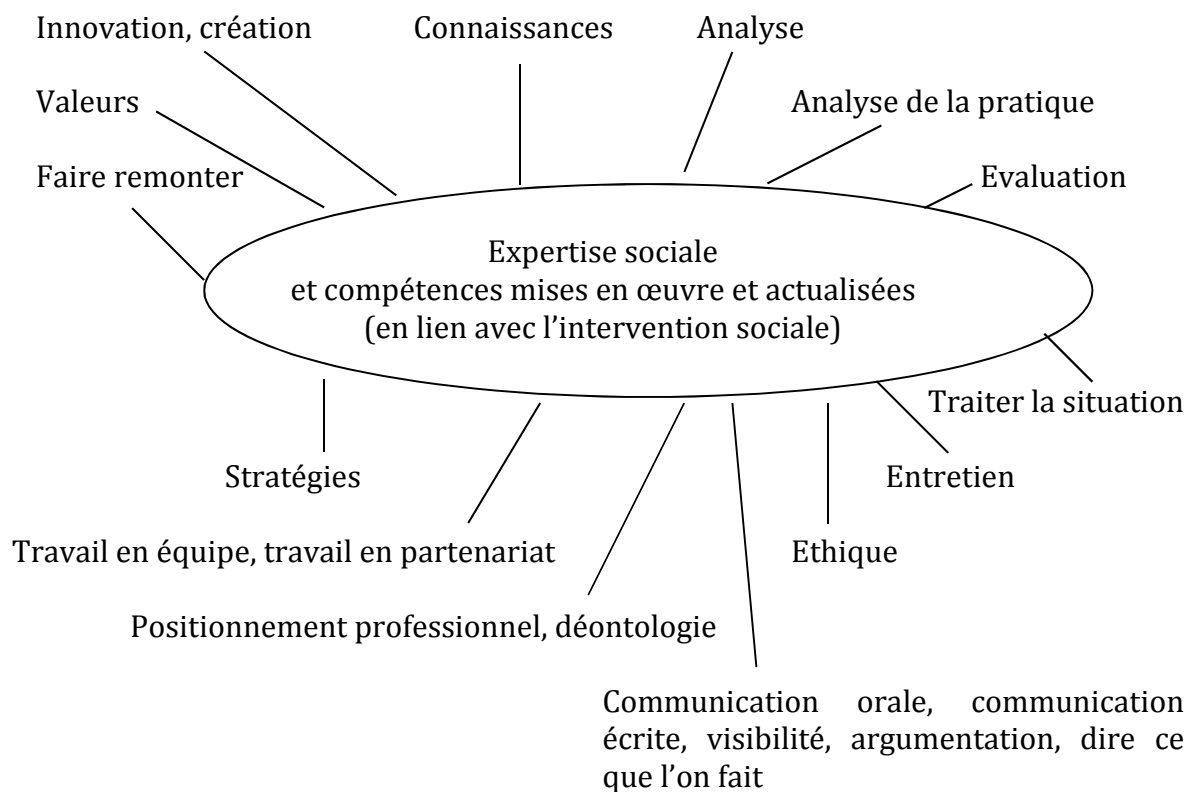 Innovation, création
Connaissances
Analyse
Valeurs
Analyse de la pratique
Faire remonter
Evaluation
Expertise sociale
et compétences mises en œuvre et actualisées
(en lien avec l’intervention sociale)
Traiter la situation
Stratégies
Entretien
Travail en équipe, travail en partenariat
Ethique
Positionnement professionnel, déontologie
Communication orale, communication
écrite, visibilité, argumentation, dire ce
que l’on fait